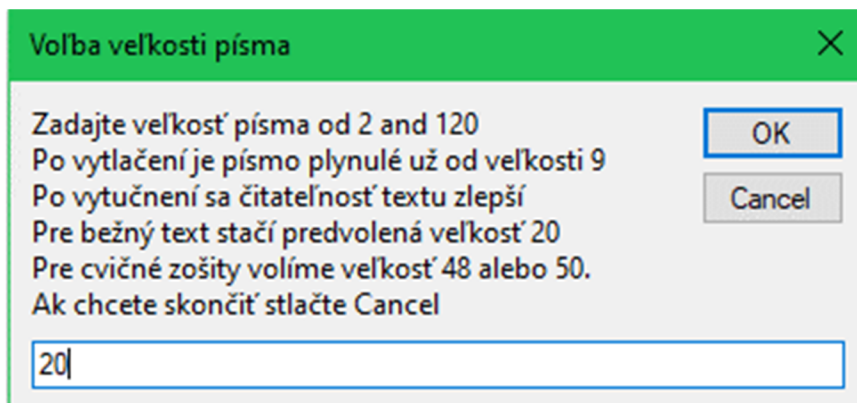 Voľba veľkosti písma
Zadajte veľkosť písma od 2 and 120
Po vytlačení je písmo plynulé už od veľkosti 9
Po vytučnení sa čitateľnosť textu zlepší
Pre bežný text stačí predvolená veľkosť 20
Pre cvičné zošity volíme veľkosť 48 alebo 50.
Ak chcete skončiť stlačte Cancel
OK
Cancel
20